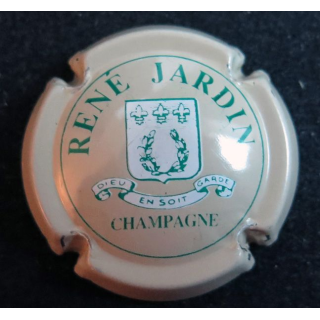 RENÉ JARDIN
DIEU EN SOIT GARDE
CHAMPAGNE